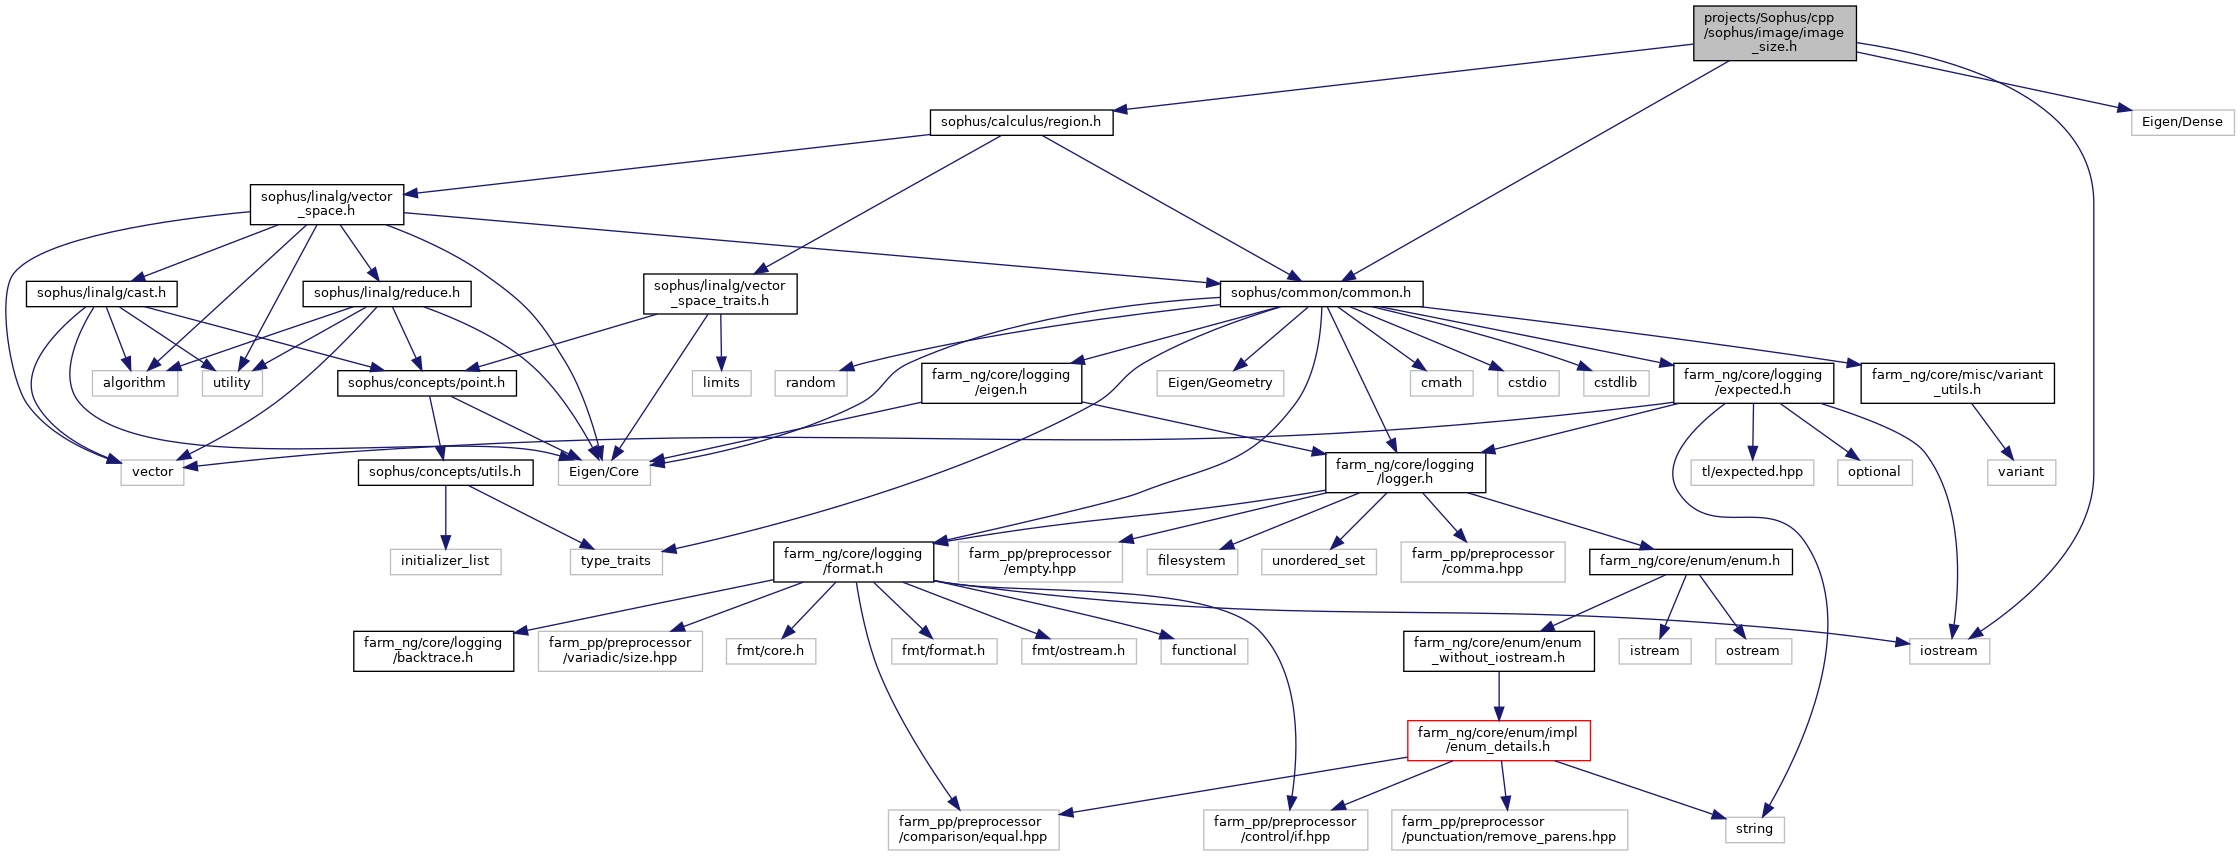 projects/Sophus/cpp
/sophus/image/image
_size.h
sophus/calculus/region.h
Eigen/Dense
sophus/linalg/vector
_space.h
sophus/linalg/cast.h
sophus/linalg/reduce.h
sophus/linalg/vector
_space_traits.h
sophus/common/common.h
algorithm
utility
sophus/concepts/point.h
limits
random
farm_ng/core/logging
/eigen.h
Eigen/Geometry
cmath
cstdio
cstdlib
farm_ng/core/logging
/expected.h
farm_ng/core/misc/variant
_utils.h
vector
sophus/concepts/utils.h
Eigen/Core
farm_ng/core/logging
/logger.h
tl/expected.hpp
optional
variant
initializer_list
type_traits
farm_ng/core/logging
/format.h
farm_pp/preprocessor
/empty.hpp
filesystem
unordered_set
farm_pp/preprocessor
/comma.hpp
farm_ng/core/enum/enum.h
farm_ng/core/logging
/backtrace.h
farm_pp/preprocessor
/variadic/size.hpp
fmt/core.h
fmt/format.h
fmt/ostream.h
functional
farm_ng/core/enum/enum
_without_iostream.h
istream
ostream
iostream
farm_ng/core/enum/impl
/enum_details.h
farm_pp/preprocessor
/comparison/equal.hpp
farm_pp/preprocessor
/control/if.hpp
farm_pp/preprocessor
/punctuation/remove_parens.hpp
string